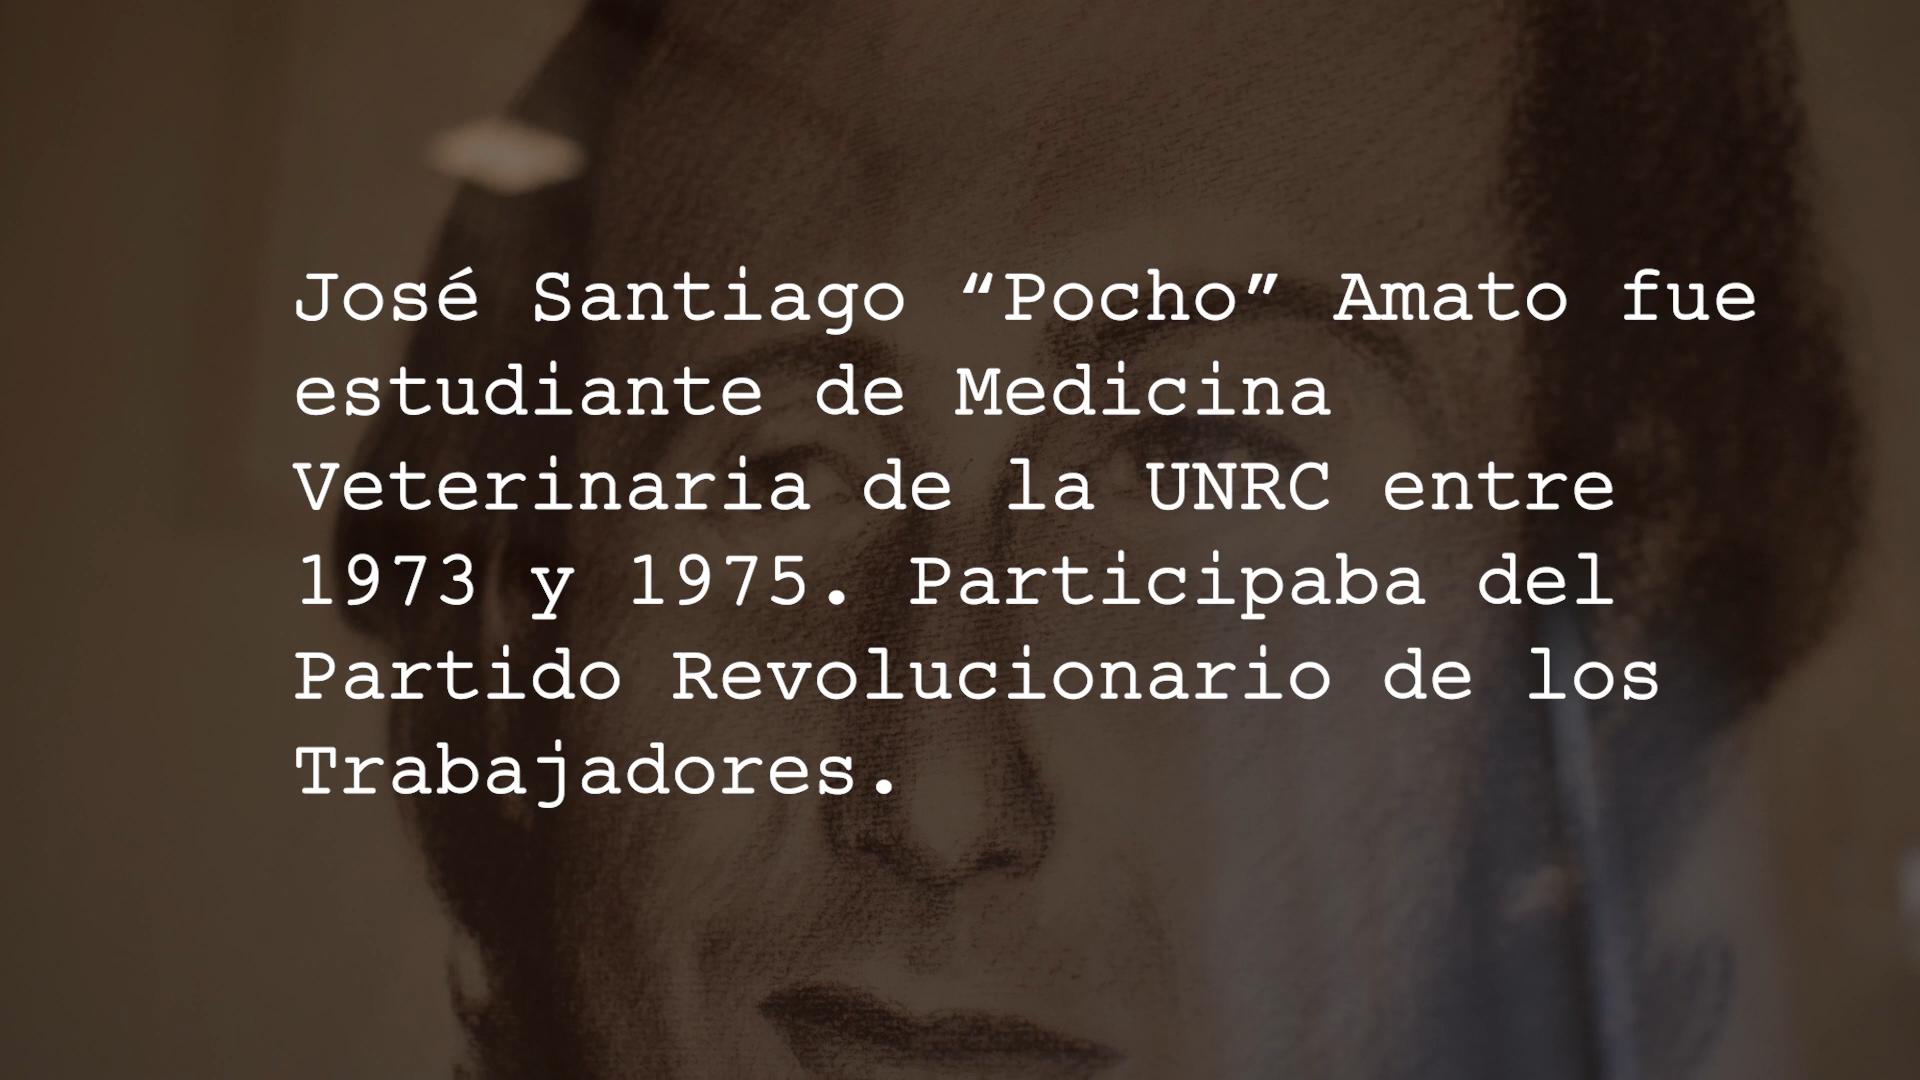 José Santiago “Pocho” Amato fue
estudiante de Medicina
Veterinaria de la UNRC entre
1973 y 1975. Participaba del
Partido Revolucionario de los
Trabajadores.